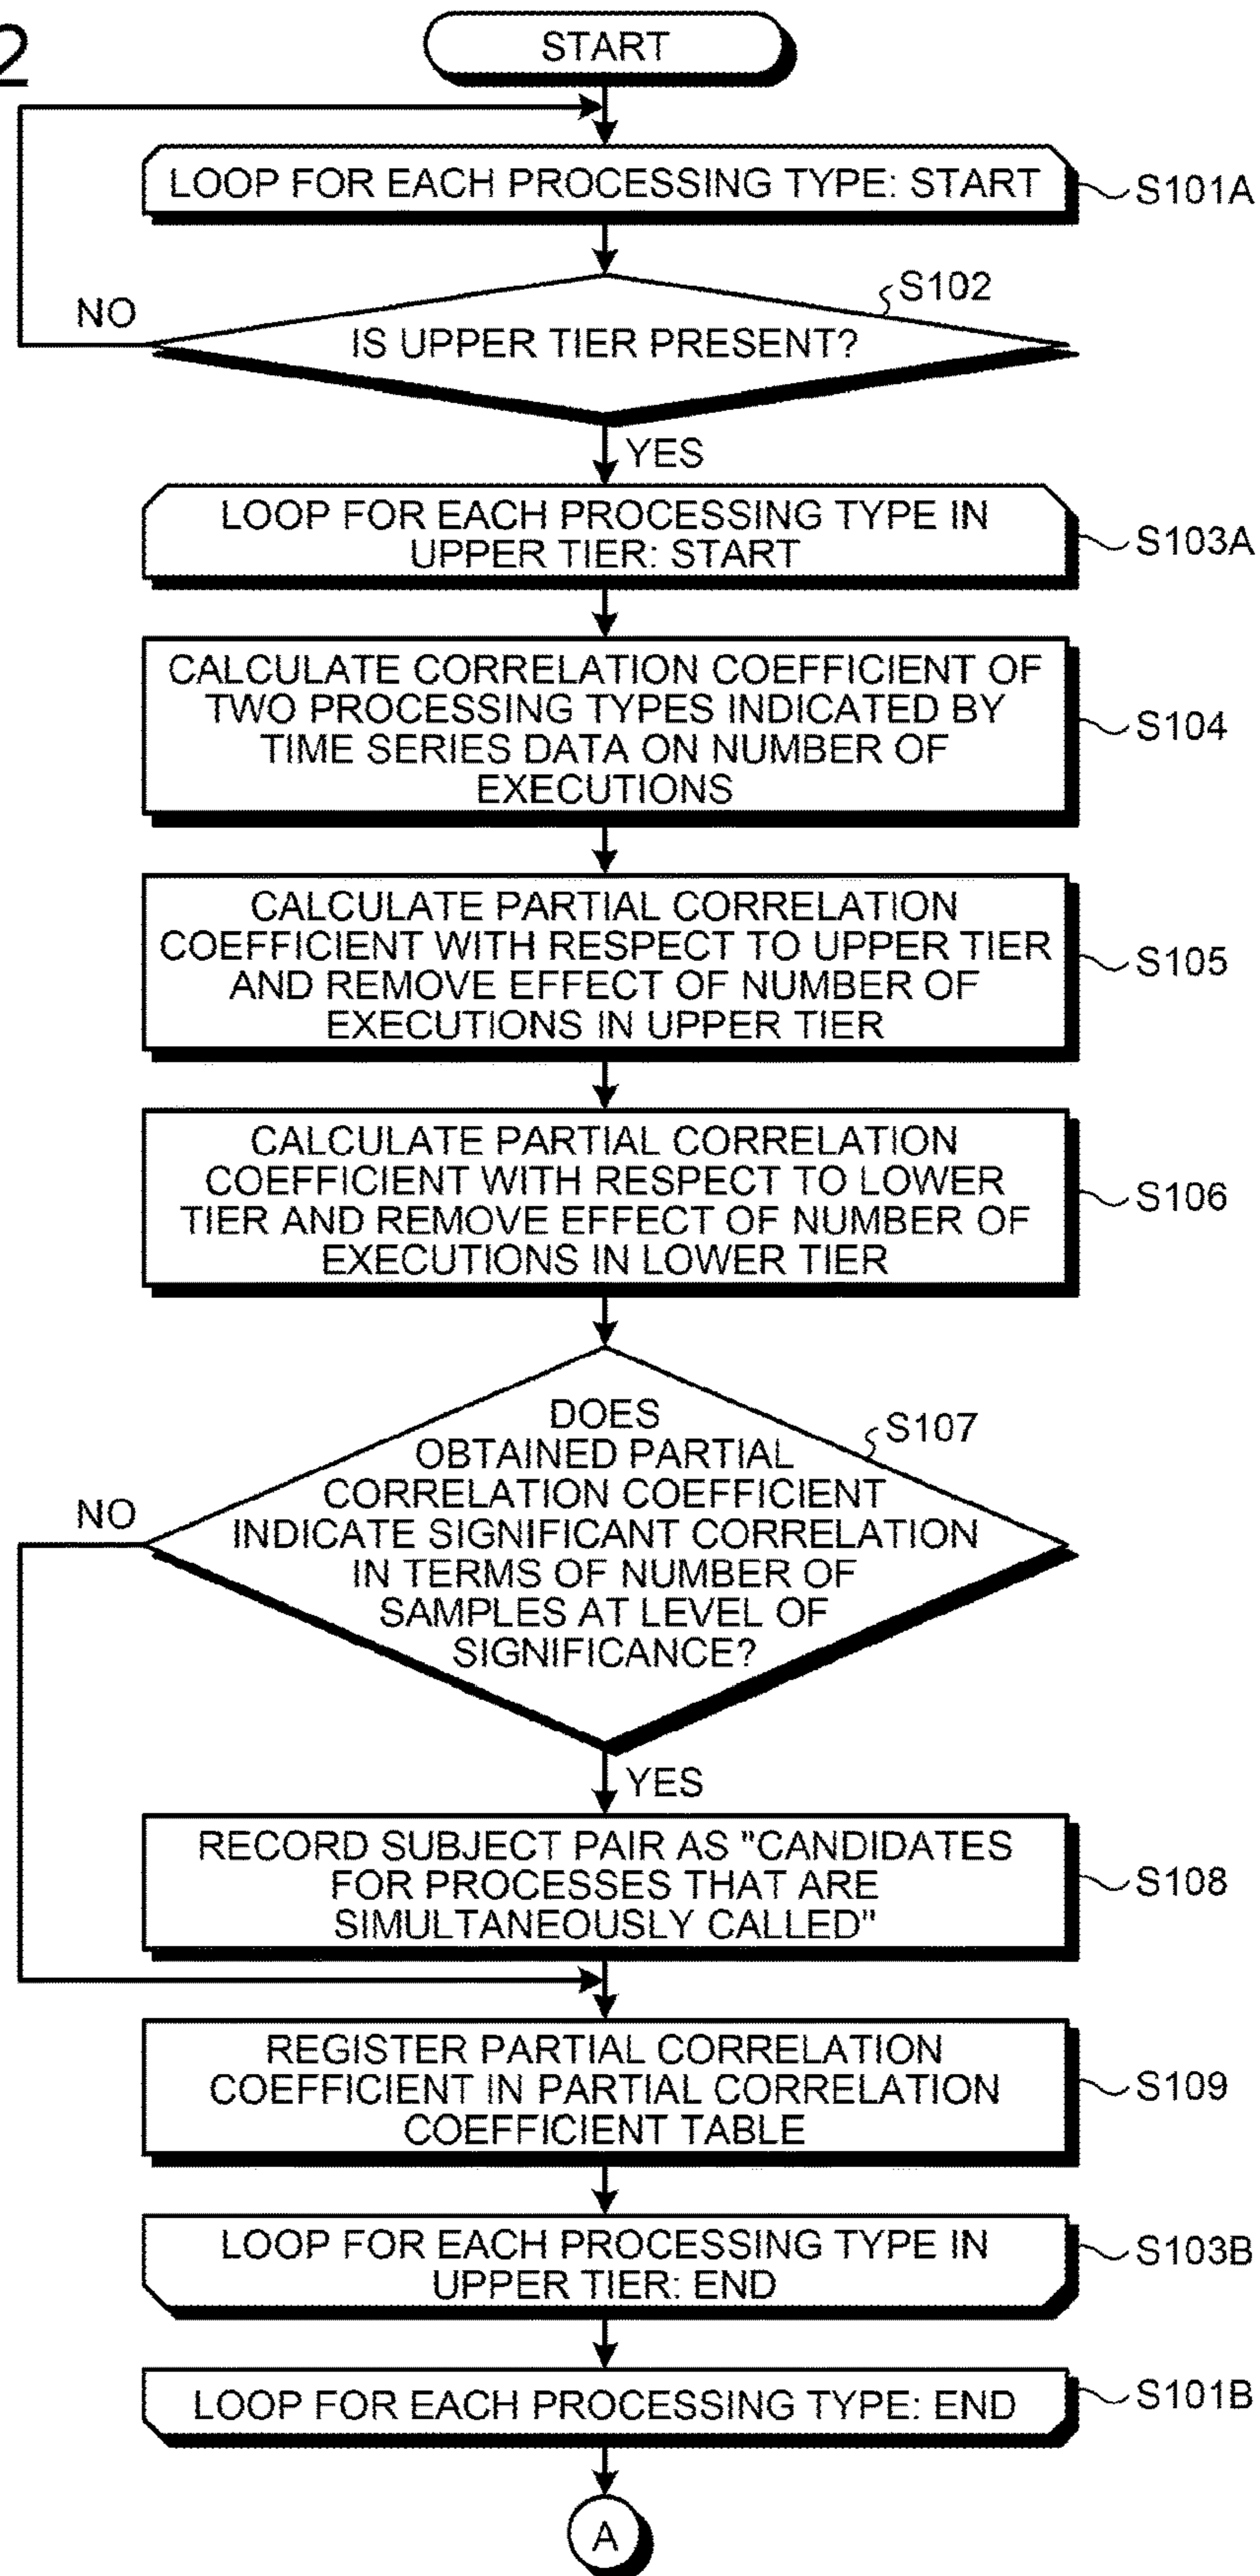 2
START
LOOP FOR EACH PROCESSING TYPE: START
S101A
S102
NO
IS UPPER TIER PRESENT?
YES
LOOP FOR EACH PROCESSING TYPE IN
UPPER TIER: START
S103A
CALCULATE CORRELATION COEFFICIENT OF
TWO PROCESSING TYPES INDICATED BY
TIME SERIES DATA ON NUMBER OF
EXECUTIONS
S104
CALCULATE PARTIAL CORRELATION
COEFFICIENT WITH RESPECT TO UPPER TIER
AND REMOVE EFFECT OF NUMBER OF
EXECUTIONS IN UPPER TIER
S105
CALCULATE PARTIAL CORRELATION
COEFFICIENT WITH RESPECT TO LOWER
TIER AND REMOVE EFFECT OF NUMBER OF
EXECUTIONS IN LOWER TIER
S106
DOES
OBTAINED PARTIAL
CORRELATION COEFFICIENT
INDICATE SIGNIFICANT CORRELATION
IN TERMS OF NUMBER OF
SAMPLES AT LEVEL OF
SIGNIFICANCE?
S107
NO
YES
RECORD SUBJECT PAIR AS "CANDIDATES
FOR PROCESSES THAT ARE
SIMULTANEOUSLY CALLED"
S108
REGISTER PARTIAL CORRELATION
COEFFICIENT IN PARTIAL CORRELATION
COEFFICIENT TABLE
S109
LOOP FOR EACH PROCESSING TYPE IN
UPPER TIER: END
S103B
LOOP FOR EACH PROCESSING TYPE: END
S101B
A